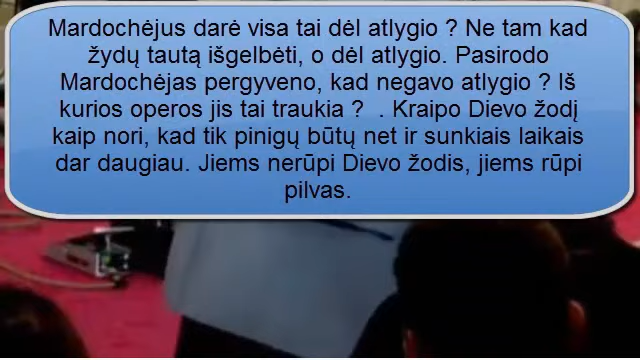 Mardochėjus darė visa tai dėl atlygio ? Ne tam kad
žydų tautą išgelbėti, o dėl atlygio. Pasirodo
Mardochėjas pergyveno, kad negavo atlygio ? Iš
kurios operos jis tai traukia ?  . Kraipo Dievo žodį
kaip nori, kad tik pinigų būtų net ir sunkiais laikais
dar daugiau. Jiems nerūpi Dievo žodis, jiems rūpi
pilvas.